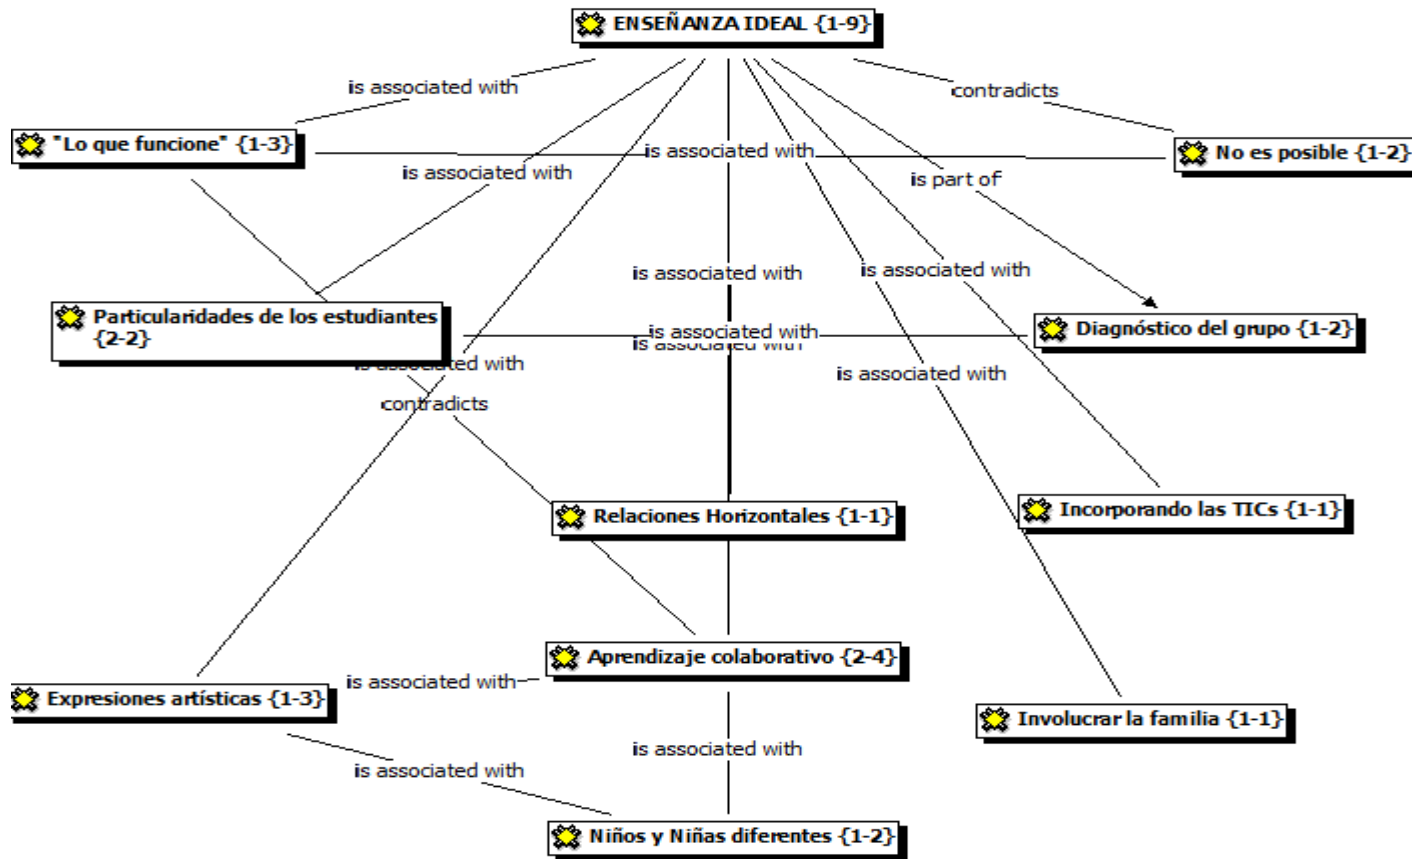 ENSEÑANZA IDEAL {1-9}
is associated with
contradicts
"Lo que funcione" {1-3}
is associated with
No es posible {1-2}
is associated with
is part of
is associated with
is associated with
Particularidades de los estudiantes
{2-2}
is associated with
Diagnóstico del grupo {1-2}
is associated with
is associated with
is associated with
contradicts
Relaciones Horizontales {1-1}
Incorporando las TICs {1-1}
Aprendizaje colaborativo {2-4}
is associated with
Expresiones artísticas {1-3}
Involucrar la familia {1-1}
is associated with
is associated with
Niños y Niñas diferentes {1-2}